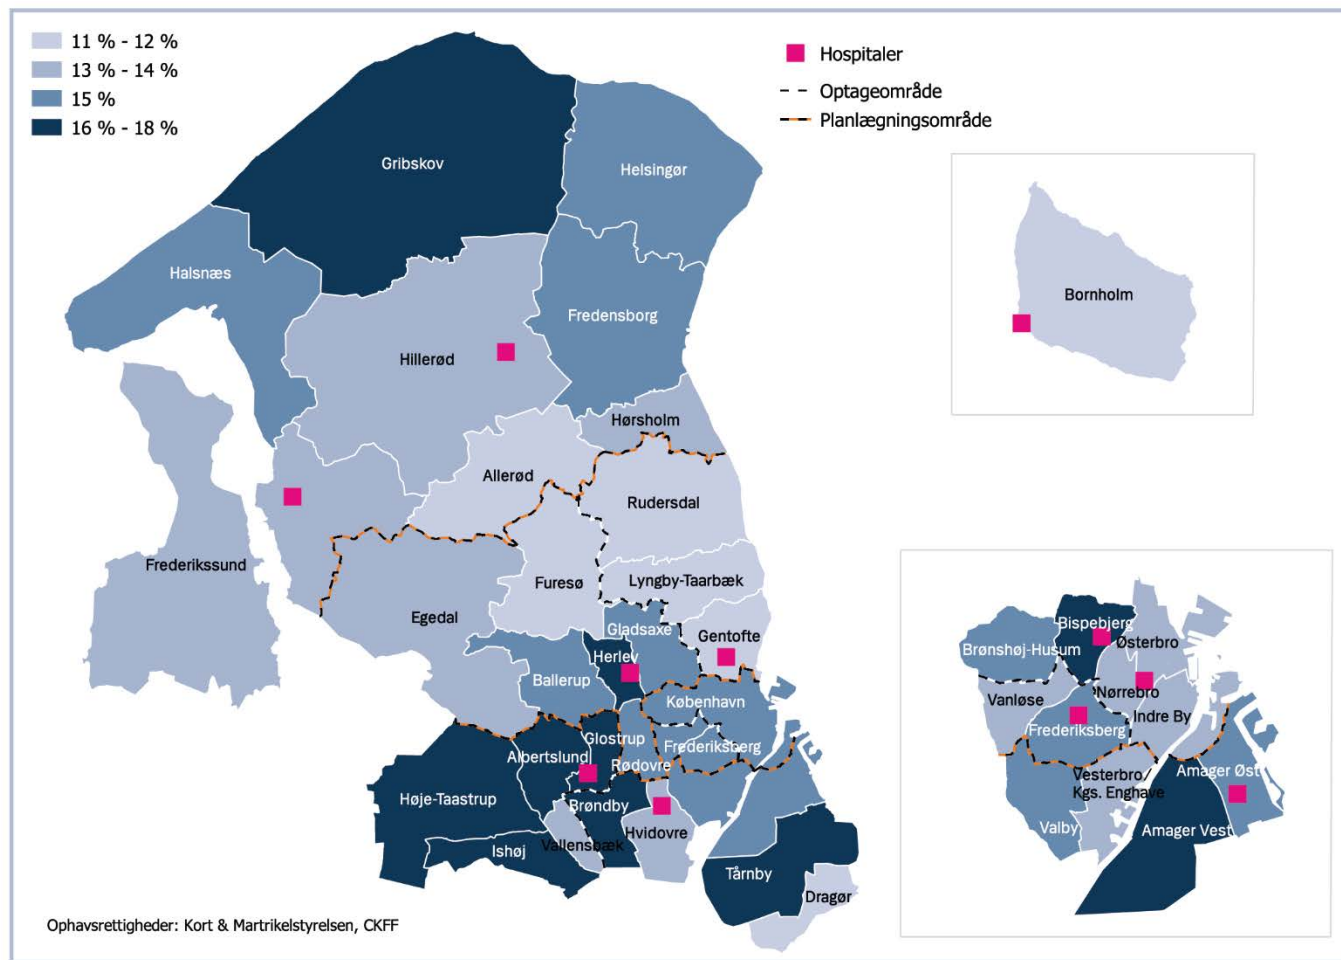 11 % - 12 %
13 % - 14 %
15 %
16 % - 18 %
Hospitaler
Optageområde
Planlægningsområde
Gribskov
Helsingør
Halsnæs
Fredensborg
Hillerød
Hørsholm
Allerød
Rudersdal
Frederikssund
Furesø
Lyngby-Taarbæk
Egedal
Gladsaxe
Gentofte
Herlev
Ballerup
København
Glostrup
Frederiksberg
Albertslund
Rødovre
Høje-Taastrup
Brøndby
Hvidovre
Vallensbæk
Ishøj
Tårnby
Dragør
Bornholm
Bispebjerg
Østerbro
Brønshøj-Husum
Nørrebro
Vanløse
Indre By
Frederiksberg
Vesterbro/
Kgs. Enghave
Amager Øst
Valby
Amager Vest
Ophavsrettigheder: Kort & Martrikelstyrelsen, CKFF